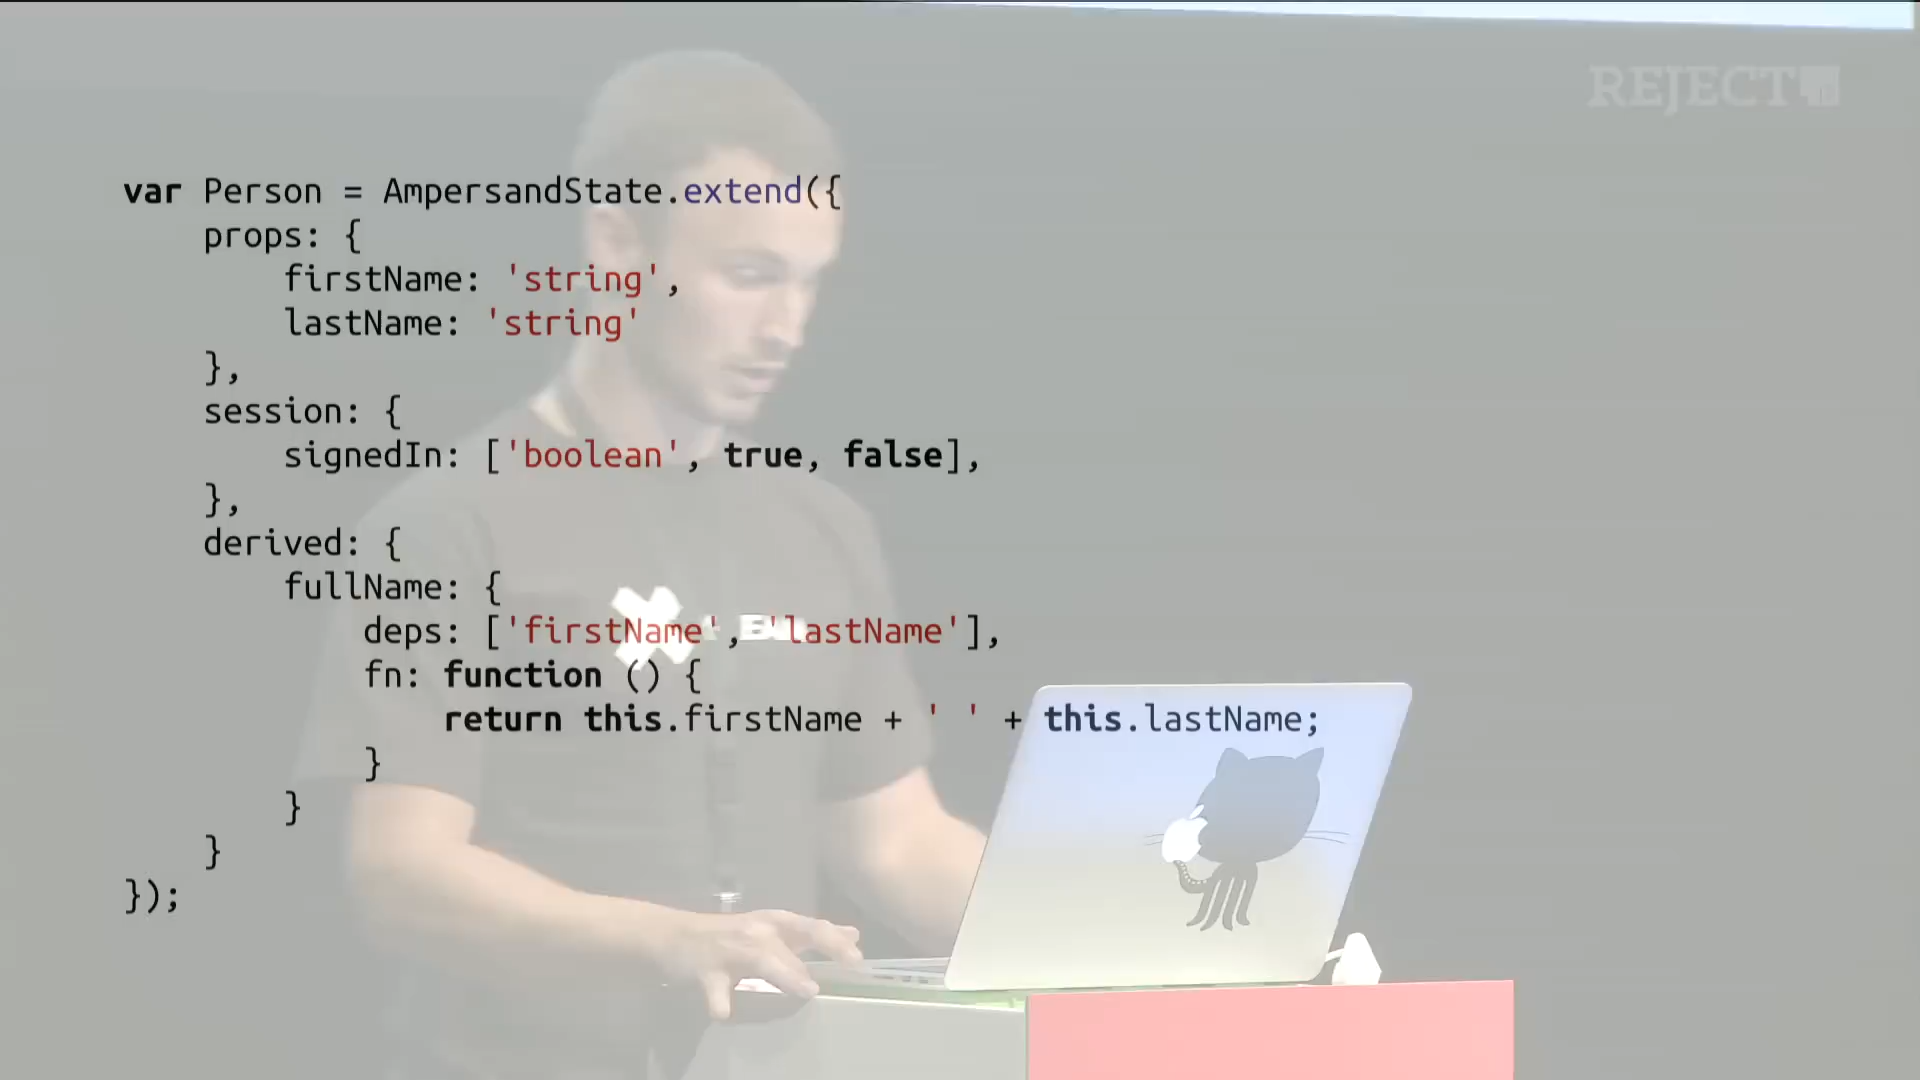 REJECT
var Person = AmpersandState.extend({
    props: {
        firstName: 'string',
        lastName: 'string'
    },
    session: {
        signedIn: ['boolean', true, false],
    },
    derived: {
        fullName: {
            deps: ['firstName', 'lastName'],
            fn: function () {
                return this.firstName + ' ' + this.lastName;
            }
        }
    }
});